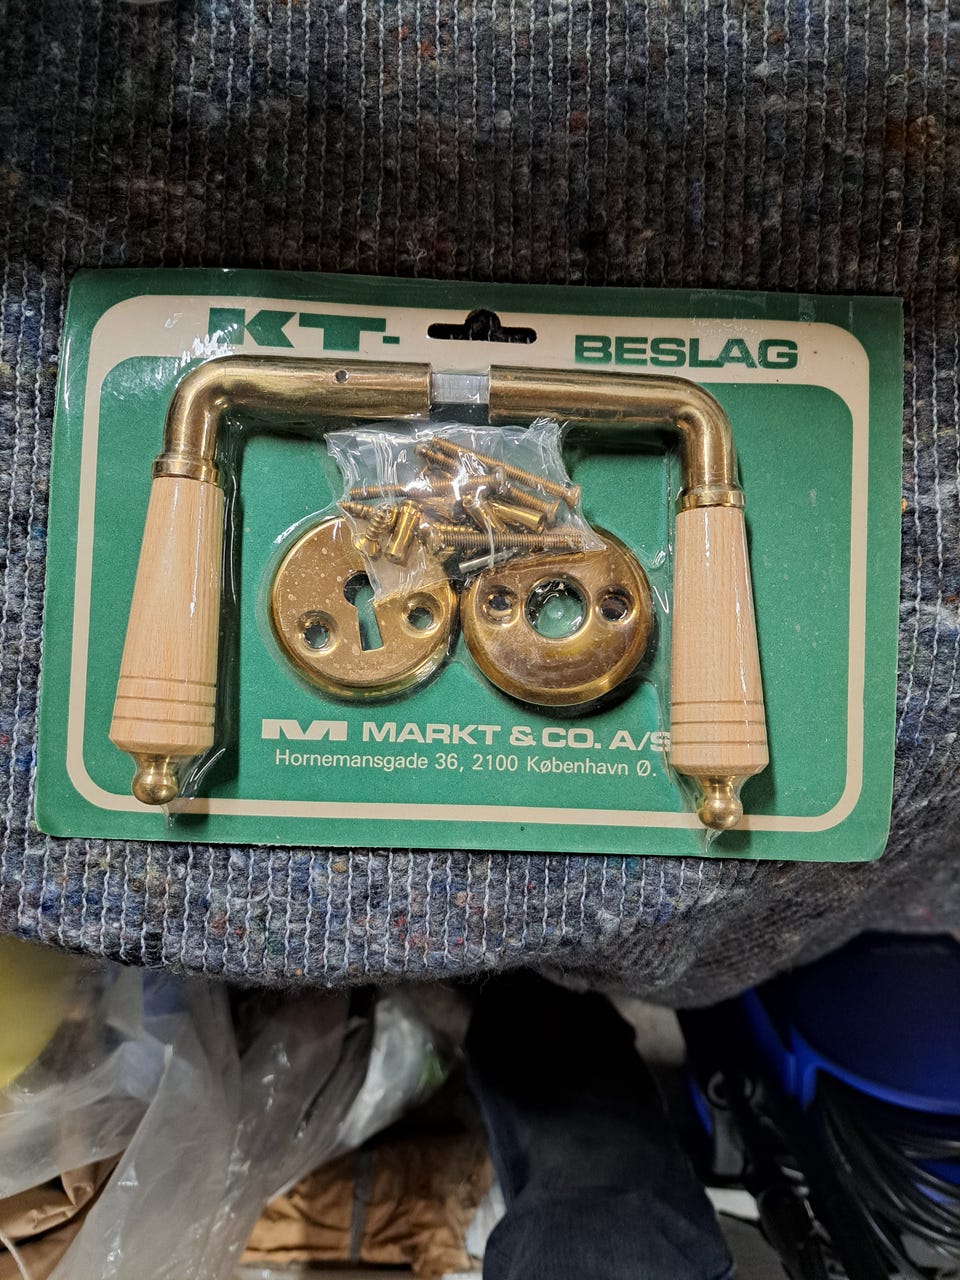 KT-
BESLAG
M MARKT & CO. A/S
Hornemansgade 36, 2100 København Ø.